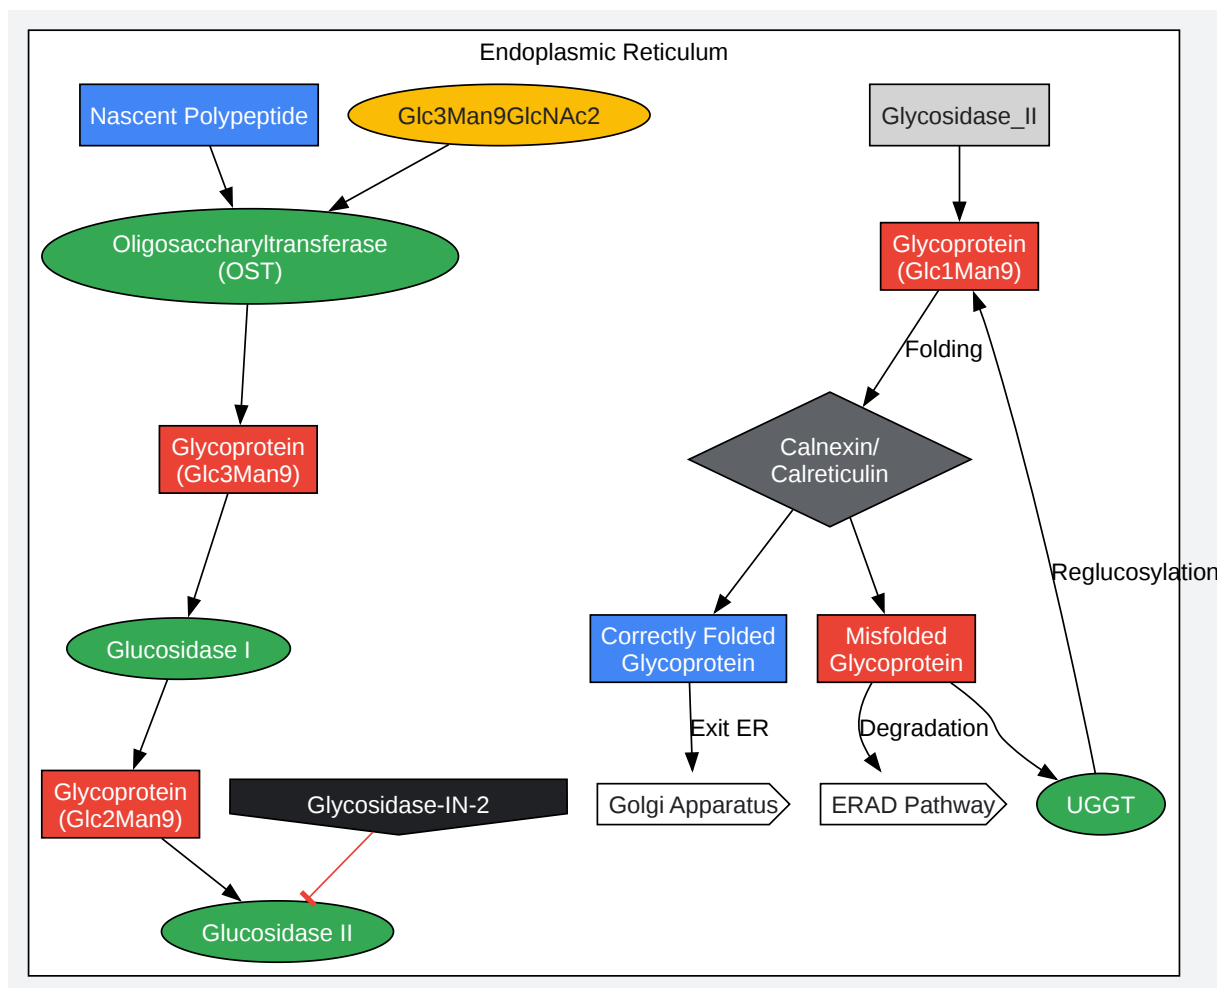 Endoplasmic Reticulum
Nascent Polypeptide
Glc3Man9GlcNAc2
Glycosidase_II
Oligosaccharyltransferase
(OST)
Glycoprotein
(Glc1Man9)
Folding
Glycoprotein
(Glc3Man9)
Calnexin/
Calreticulin
Reglucosylation
Glucosidase I
Correctly Folded
Glycoprotein
Misfolded
Glycoprotein
Exit ER
Degradation
Glycoprotein
(Glc2Man9)
Glycosidase-IN-2
Golgi Apparatus
ERAD Pathway
UGGT
Glucosidase II